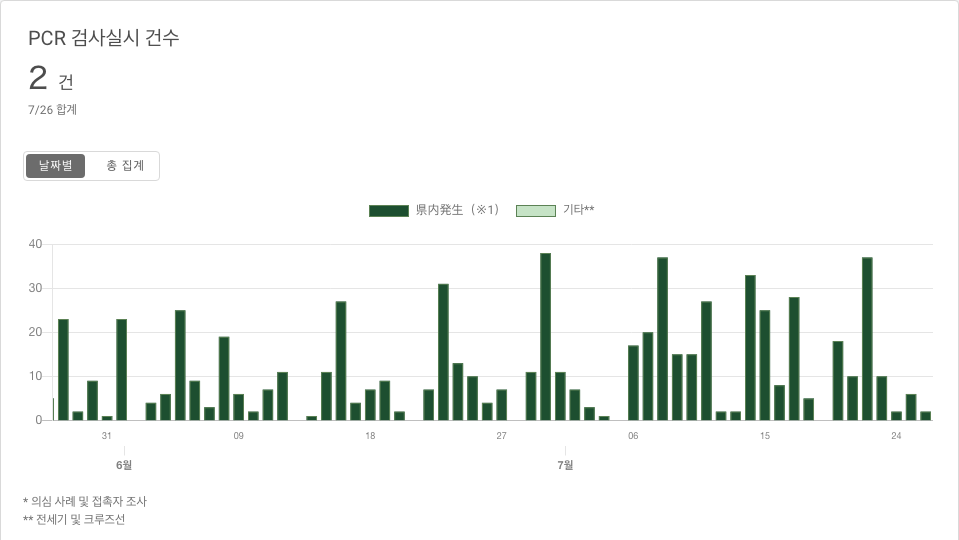 PCR 검사실시 건수
2 건
7/26 합계
날짜별 총 집계
県内発生（※1） 기타**
40
30
20
10
0
31 09 18 27 06 15 24
6월 7월
* 의심 사례 및 접촉자 조사
** 전세기 및 크루즈선